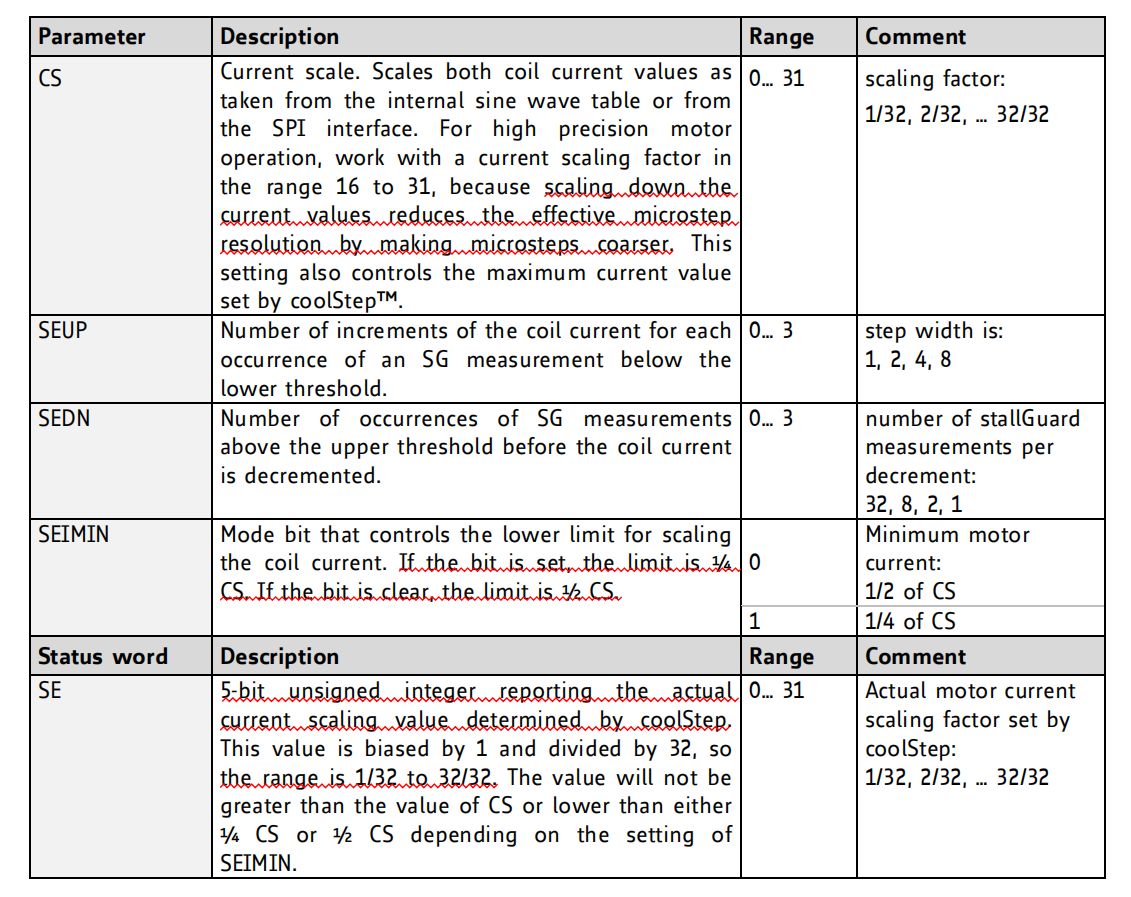 Parameter Description Range Comment
CS
Current scale. Scales both coil current values as
taken from the internal sine wave table or from
the SPI interface. For high precision motor
operation, work with a current scaling factor in
the range 16 to 31, because scaling down the
current values reduces the effective microstep
resolution by making microsteps coarser. This
setting also controls the maximum current value
set by coolStep™.
0... 31
scaling factor:
1/32, 2/32, ... 32/32
SEUP
Number of increments of the coil current for each
occurrence of an SG measurement below the
lower threshold.
0... 3
step width is:
1, 2, 4, 8
SEDN
Number of occurrences of SG measurements
above the upper threshold before the coil current
is decremented.
0... 3
number of stallGuard
measurements per
decrement:
32, 8, 2, 1
SEIMIN
Mode bit that controls the lower limit for scaling
the coil current. If the bit is set, the limit is ¼
CS. If the bit is clear, the limit is ½ CS.
0
Minimum motor
current:
1/2 of CS
1
1/4 of CS
Status word Description Range Comment
SE
5-bit unsigned integer reporting the actual
current scaling value determined by coolStep.
This value is biased by 1 and divided by 32, so
the range is 1/32 to 32/32. The value will not be
greater than the value of CS or lower than either
¼ CS or ½ CS depending on the setting of
SEIMIN.
0... 31
Actual motor current
scaling factor set by
coolStep:
1/32, 2/32, ... 32/32